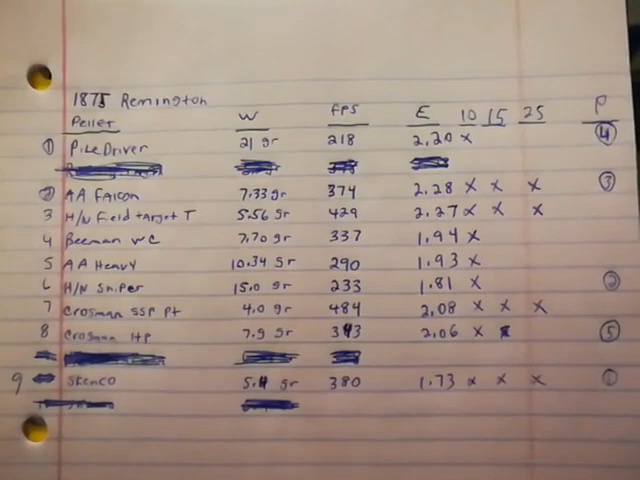 1875 Remington
Pellet W FPS E 10 15 25 P
1 PileDriver 21 gr 218 2.20 x 4
2 AA Falcon 7.33 gr 374 2.28 x x x 3
3 H/N Field target T 5.56 gr 429 2.27 x x x
4 Beeman WC 7.70 gr 337 1.94 x
5 AA Heavy 10.34 gr 290 1.93 x
6 H/N Sniper 15.0 gr 233 1.81 x 2
7 Crosman SSP Pt 4.0 gr 484 2.08 x x x
8 Crosman HP 7.9 gr 343 2.06 x 5
9 Skenco gr 380 1.73 x x x 1